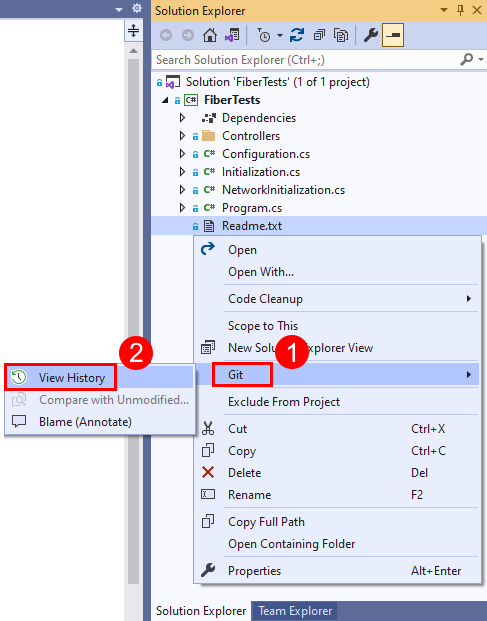 Solution Explorer
Search Solution Explorer (Ctrl+;)
Solution 'FiberTests' (1 of 1 project)
C# FiberTests
Dependencies
Controllers
C# Configuration.cs
C# Initialization.cs
C# NetworkInitialization.cs
C# Program.cs
Readme.txt
Open
Open With...
Code Cleanup
Scope to This
New Explorer View
1
Git
2
View History
Compare with Unmodified...
Blame (Annotate)
Exclude From Project
Cut Ctrl+X
Copy Ctrl+C
Delete Del
Rename F2
Copy Full Path
Open Containing Folder
Properties Alt+Enter
Solution Explorer Team Explorer